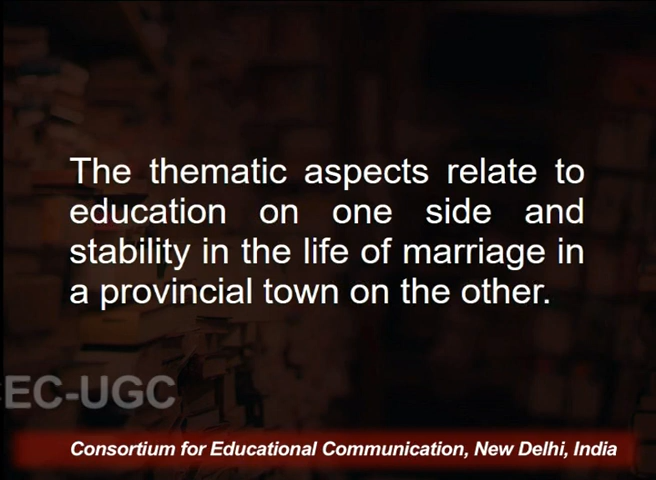 The thematic aspects relate to
education on one side and
stability in the life of marriage in
a provincial town on the other.
EC-UGC
Consortium for Educational Communication, New Delhi, India